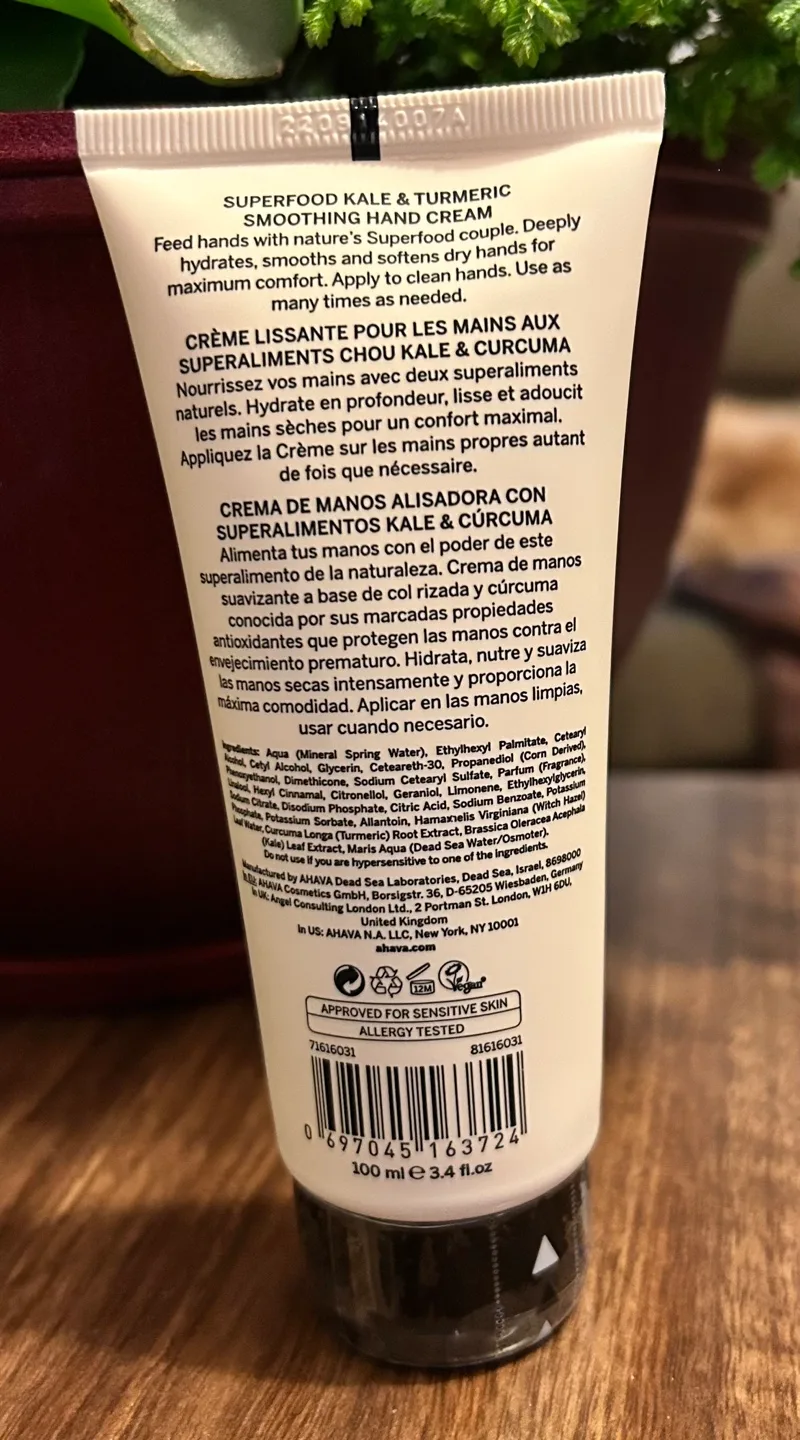 SUPERFOOD KALE & TURMERIC
SMOOTHING HAND CREAM
Feed hands with nature's Superfood couple. Deeply
hydrates, smooths and softens dry hands for
maximum comfort. Apply to clean hands. Use as
many times as needed.
CRÈME LISSANTE POUR LES MAINS AUX
SUPERALIMENTS CHOU KALE & CURCUMA
Nourrissez vos mains avec deux superaliments
naturels. Hydrate en profondeur, lisse et adoucit
les mains sèches pour un confort maximal.
Appliquez la Crème sur les mains propres autant
de fois que nécessaire.
CREMA DE MANOS ALISADORA CON
SUPERALIMENTOS KALE & CÚRCUMA
Alimenta tus manos con el poder de este
superalimento de la naturaleza. Crema de manos
suavizante a base de col rizada y cúrcuma
conocida por sus marcadas propiedades
antioxidantes que protegen las manos contra el
envejecimiento prematuro. Hidrata, nutre y suaviza
las manos secas intensamente y proporciona la
máxima comodidad. Aplicar en las manos limpias,
usar cuando necesario.
Ingredients: Aqua (Mineral Spring Water), Ethylhexyl Palmitate, Cetearyl
Alcohol, Cetyl Alcohol, Glycerin, Ceteareth-30, Propanediol (Corn Derived),
Phenoxyethanol, Dimethicone, Sodium Cetearyl Sulfate, Parfum (Fragrance),
Linalool, Hexyl Cinnamal, Citronellol, Geraniol, Limonene, Ethylhexylglycerin,
Sodium Citrate, Disodium Phosphate, Citric Acid, Sodium Benzoate, Potassium
Phosphate, Potassium Sorbate, Allantoin, Hamamelis Virginiana (Witch Hazel)
Leaf Water, Curcuma Longa (Turmeric) Root Extract, Brassica Oleracea Acephala
(Kale) Leaf Extract, Maris Aqua (Dead Sea Water/Osmoter).
Do not use if you are hypersensitive to one of the ingredients.
Manufactured by AHAVA Dead Sea Laboratories, Dead Sea, Israel, 8698000
In EU: AHAVA Cosmetics GmbH, Borsigstr. 36, D-65205 Wiesbaden, Germany
In UK: Angel Consulting London Ltd., 2 Portman St. London, W1H 6DU,
United Kingdom
In US: AHAVA N.A. LLC, New York, NY 10001
ahava.com
12M Vegan
APPROVED FOR SENSITIVE SKIN
ALLERGY TESTED
71616031 81616031
0 697045 163724
100 ml e 3.4 fl.oz